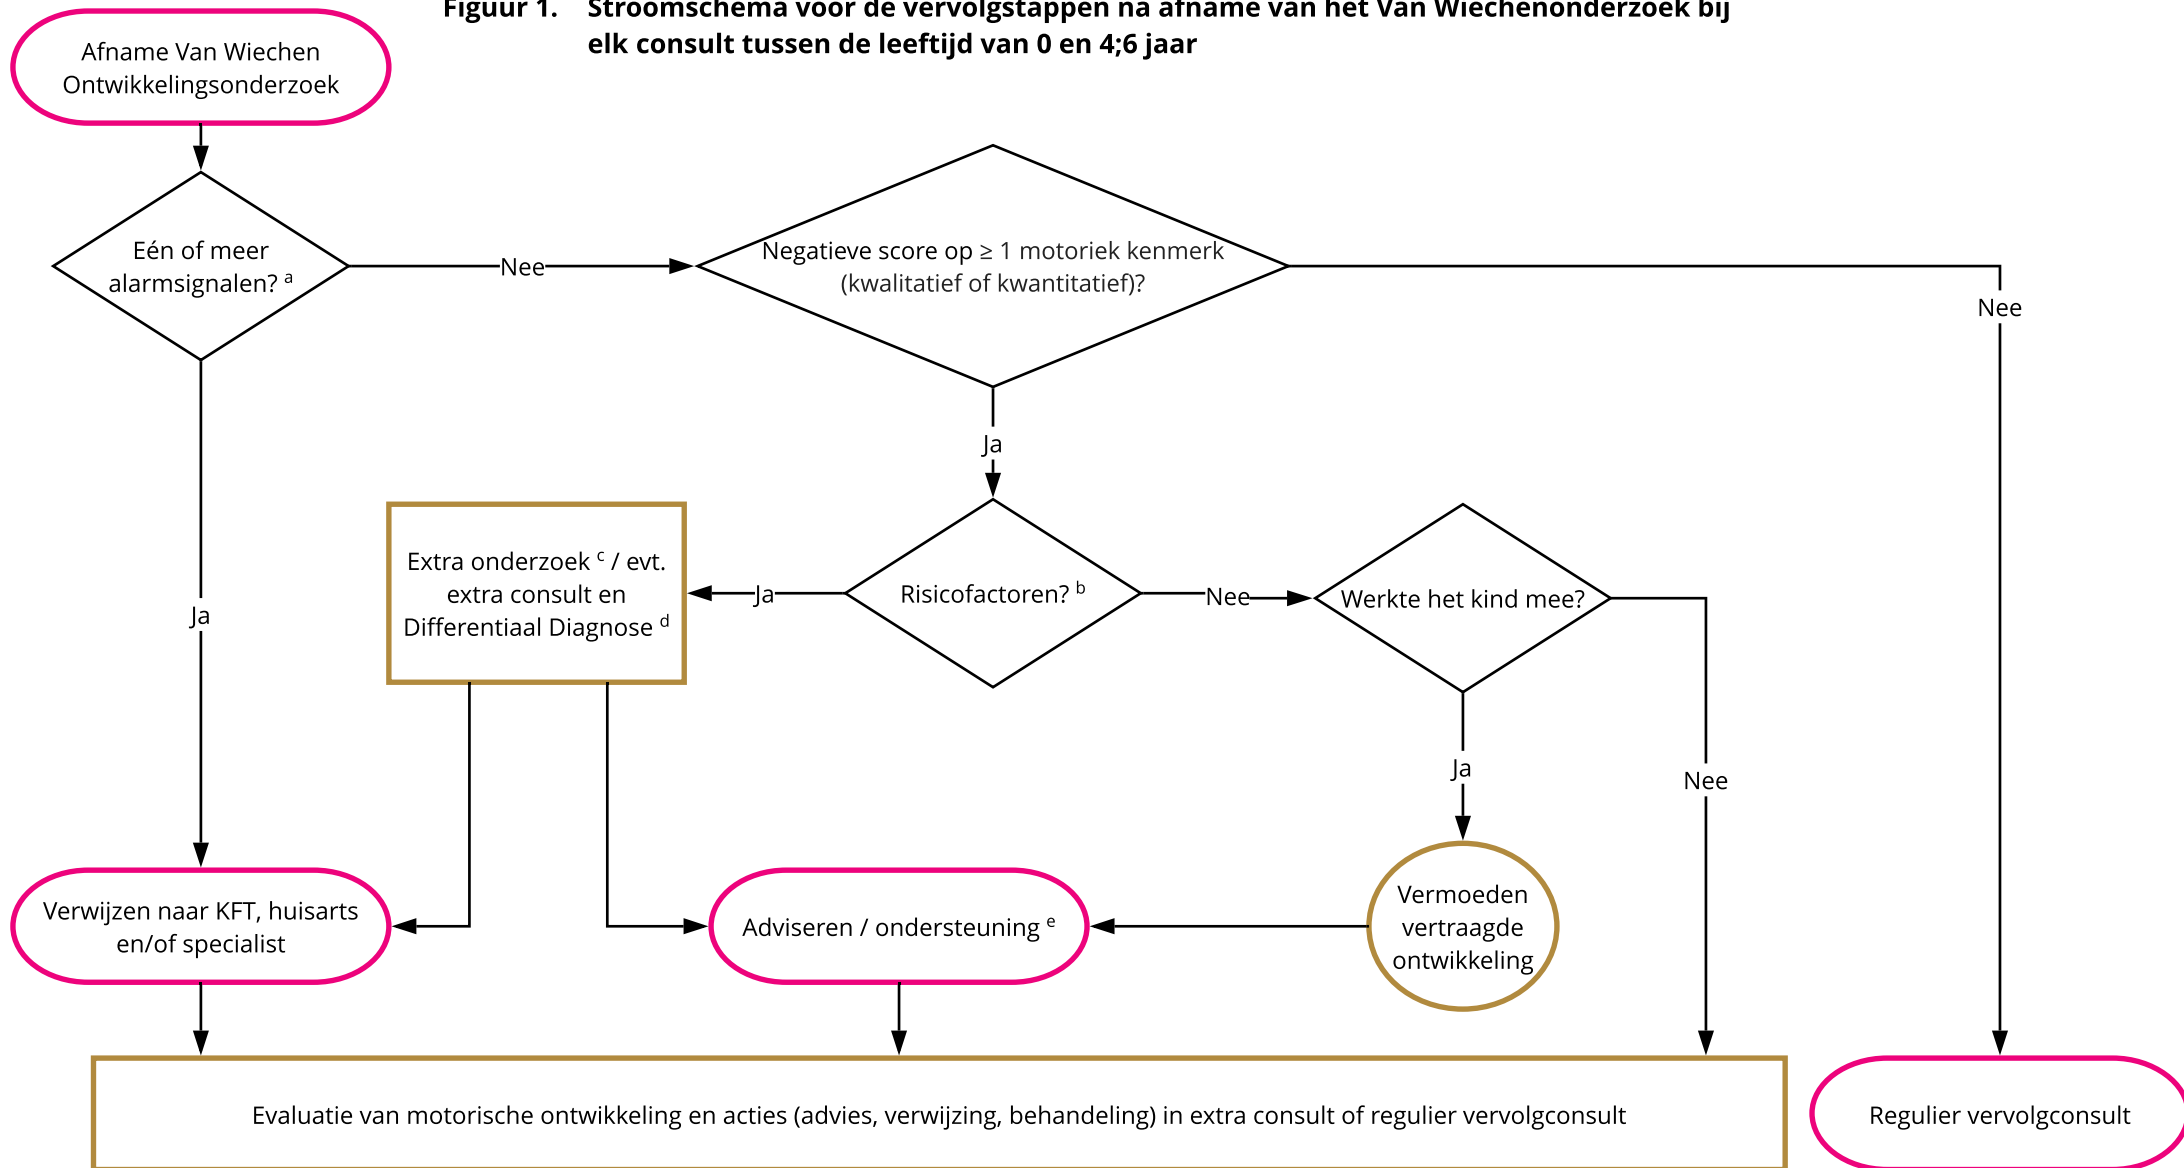 Figuur 1. Stroomschema voor de vervolgstappen na afname van het Van Wiechenonderzoek bij
elk consult tussen de leeftijd van 0 en 4;6 jaar
Afname Van Wiechen
Ontwikkelingsonderzoek
Eén of meer
alarmsignalen? a
Nee
Negatieve score op ≥ 1 motoriek kenmerk
(kwalitatief of kwantitatief)?
Nee
Ja
Ja
Extra onderzoek c / evt.
extra consult en
Differentiaal Diagnose d
Ja
Risicofactoren? b
Nee
Werkte het kind mee?
Ja
Nee
Verwijzen naar KFT, huisarts
en/of specialist
Adviseren / ondersteuning e
Vermoeden
vertraagde
ontwikkeling
Evaluatie van motorische ontwikkeling en acties (advies, verwijzing, behandeling) in extra consult of regulier vervolgconsult
Regulier vervolgconsult